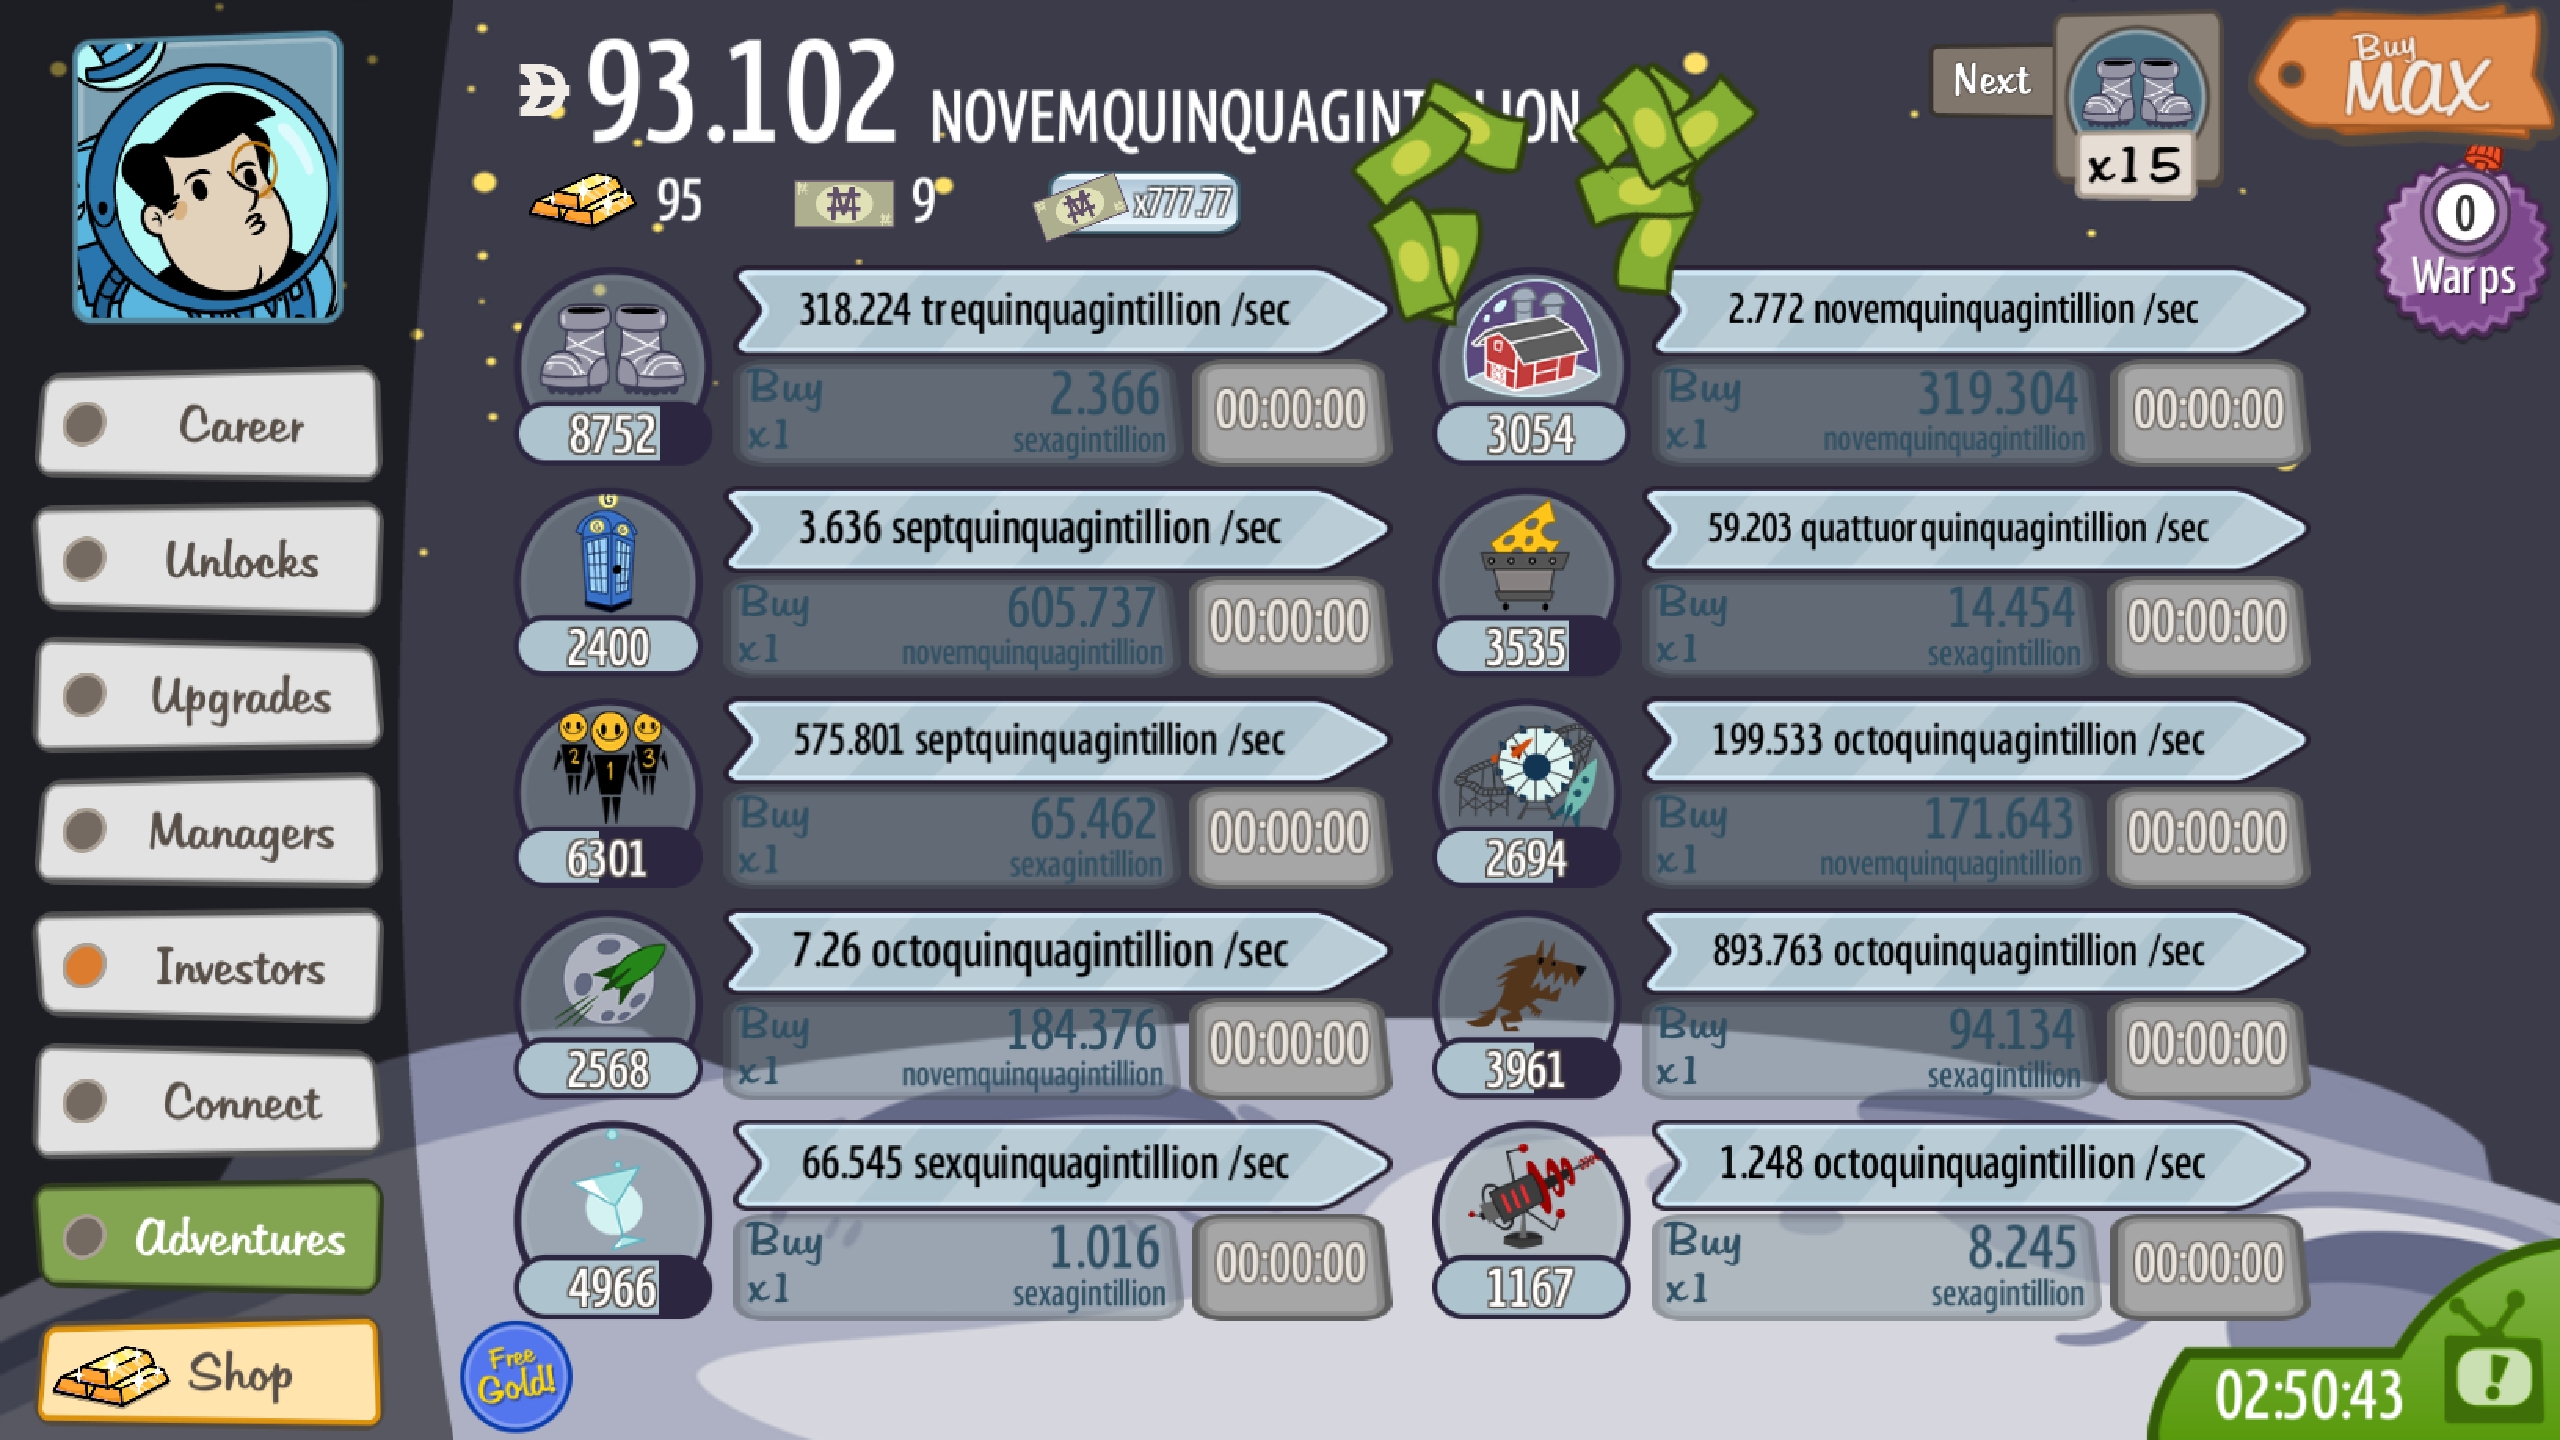 93.102 NOVEMQUINQUAGINTILLION
95
9
x777.77
Next
x15
Buy
MAX
0
Warps
Career
Unlocks
Upgrades
Managers
Investors
Connect
Adventures
Shop
318.224 trequinquagintillion /sec
Buy 2.366
x1 sexagintillion
00:00:00
8752
2.772 novemquinquagintillion /sec
Buy 319.304
x1 novemquinquagintillion
00:00:00
3054
3.636 septquinquagintillion /sec
Buy 605.737
x1 novemquinquagintillion
00:00:00
2400
59.203 quattuorquinquagintillion /sec
Buy 14.454
x1 sexagintillion
00:00:00
3535
2 1 3
575.801 septquinquagintillion /sec
Buy 65.462
x1 sexagintillion
00:00:00
6301
199.533 octoquinquagintillion /sec
Buy 171.643
x1 novemquinquagintillion
00:00:00
2694
7.26 octoquinquagintillion /sec
Buy 184.376
x1 novemquinquagintillion
00:00:00
2568
893.763 octoquinquagintillion /sec
Buy 94.134
x1 sexagintillion
00:00:00
3961
66.545 sexquinquagintillion /sec
Buy 1.016
x1 sexagintillion
00:00:00
4966
1.248 octoquinquagintillion /sec
Buy 8.245
x1 sexagintillion
00:00:00
1167
Free
Gold!
02:50:43
!